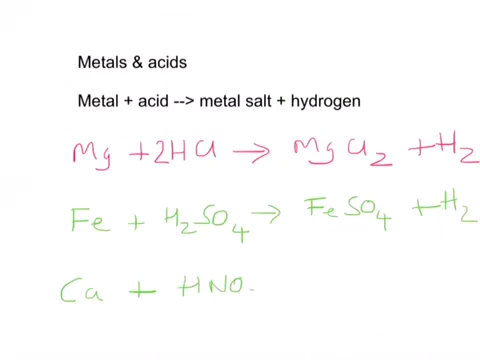 Metals & acids
Metal + acid --> metal salt + hydrogen
Mg + 2HCl → MgCl₂ + H₂
Fe + H₂SO₄ → FeSO₄ + H₂
Ca + HNO